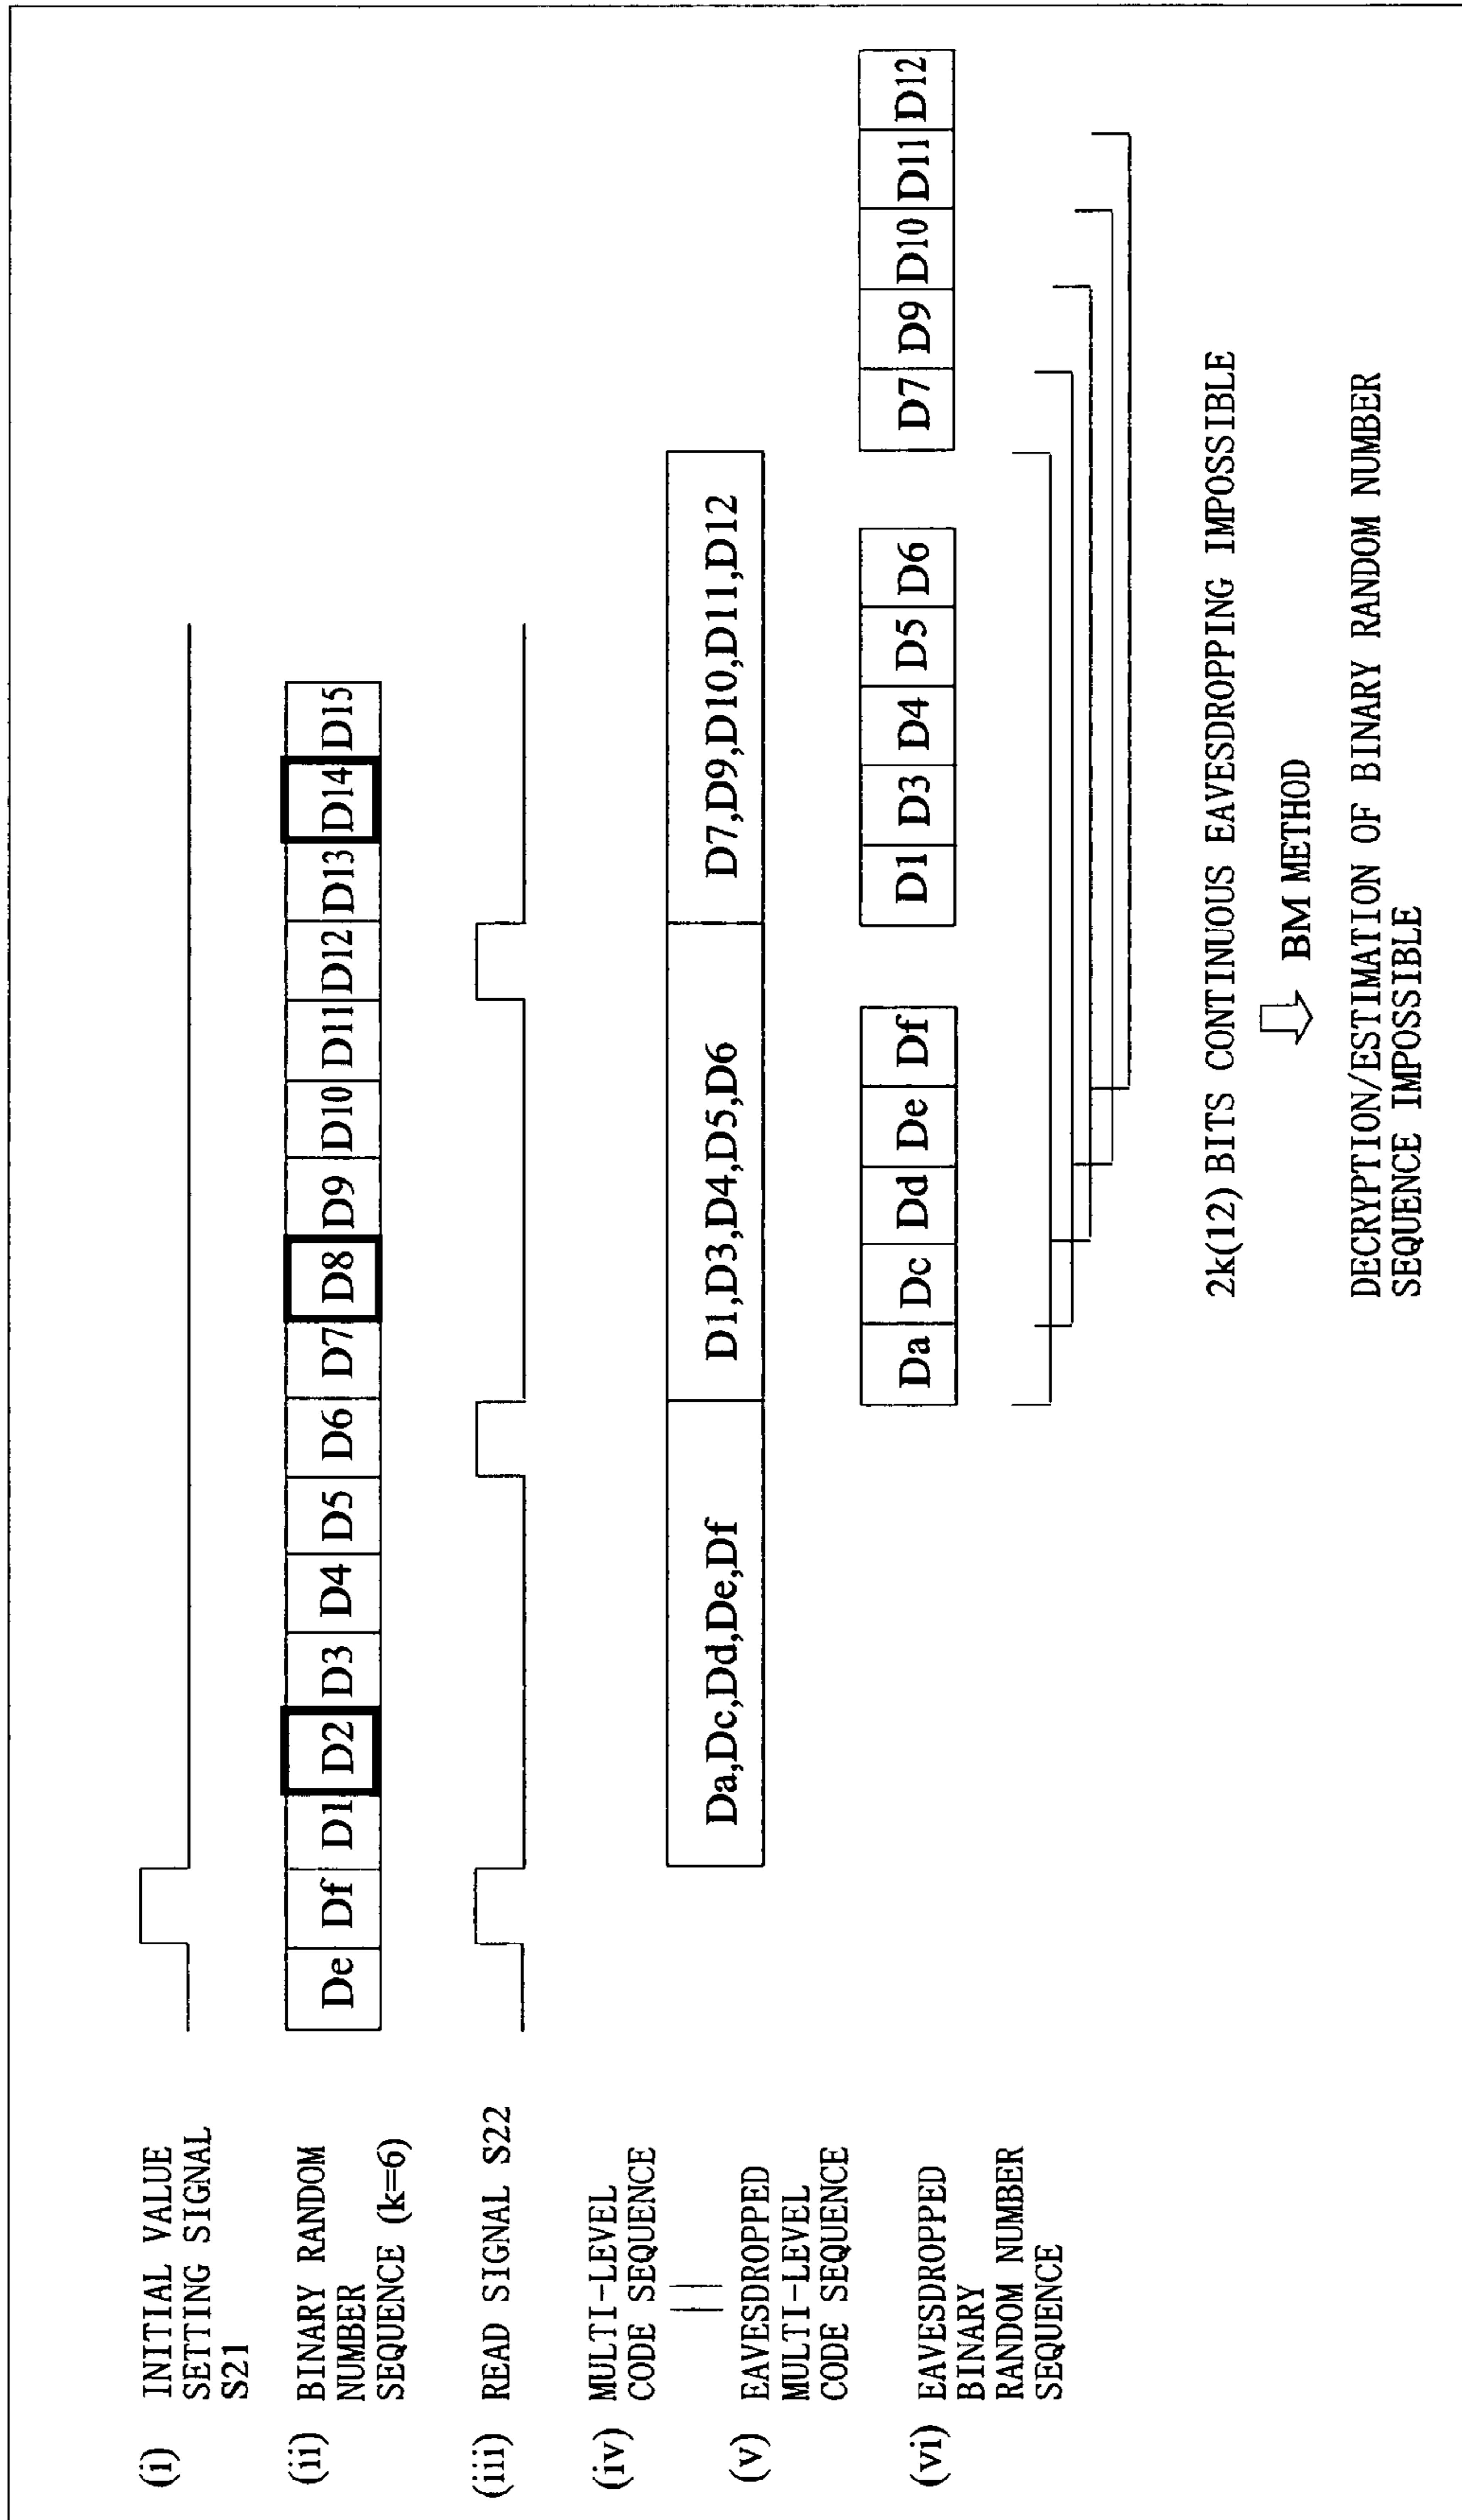 (i) INITIAL VALUE
SETTING SIGNAL
S21
(ii) BINARY RANDOM
NUMBER
SEQUENCE (k=6)
De Df D1 D2 D3 D4 D5 D6 D7 D8 D9 D10 D11 D12 D13 D14 D15
(iii) READ SIGNAL S22
(iv) MULTI-LEVEL
CODE SEQUENCE
(v) EAVESDROPPED
MULTI-LEVEL
CODE SEQUENCE
Da,Dc,Dd,De,Df D1,D3,D4,D5,D6 D7,D9,D10,D11,D12
(vi) EAVESDROPPED
BINARY
RANDOM NUMBER
SEQUENCE
Da Dc Dd De Df D1 D3 D4 D5 D6 D7 D9 D10 D11 D12
2k(12) BITS CONTINUOUS EAVESDROPPING IMPOSSIBLE
BM METHOD
DECRYPTION/ESTIMATION OF BINARY RANDOM NUMBER
SEQUENCE IMPOSSIBLE